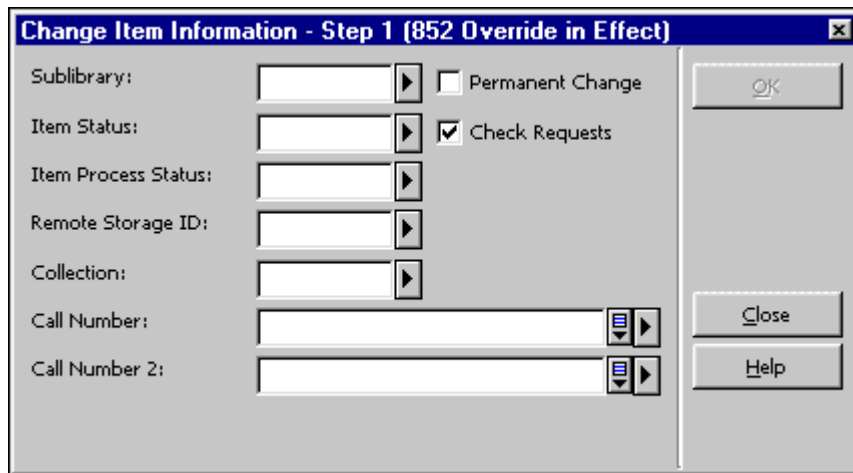 Change Item Information - Step 1 (852 Override in Effect)
Sublibrary:
Permanent Change
OK
Item Status:
Check Requests
Item Process Status:
Remote Storage ID:
Collection:
Call Number:
Close
Call Number 2:
Help